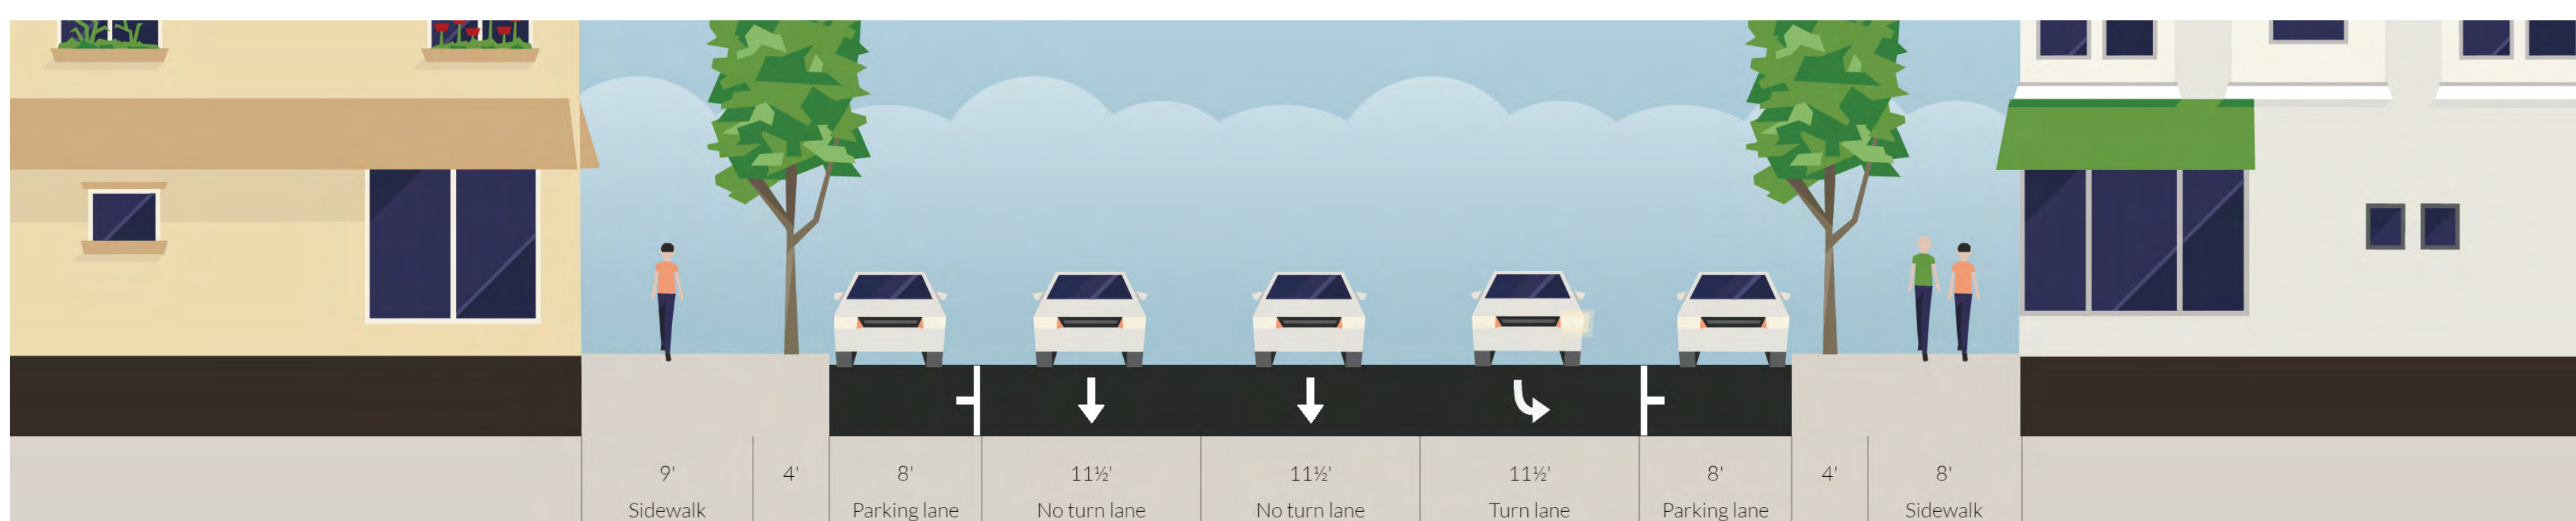 9' 4' 8' 11½' 11½' 11½' 8' 4' 8'
Sidewalk Parking lane No turn lane No turn lane Turn lane Parking lane Sidewalk